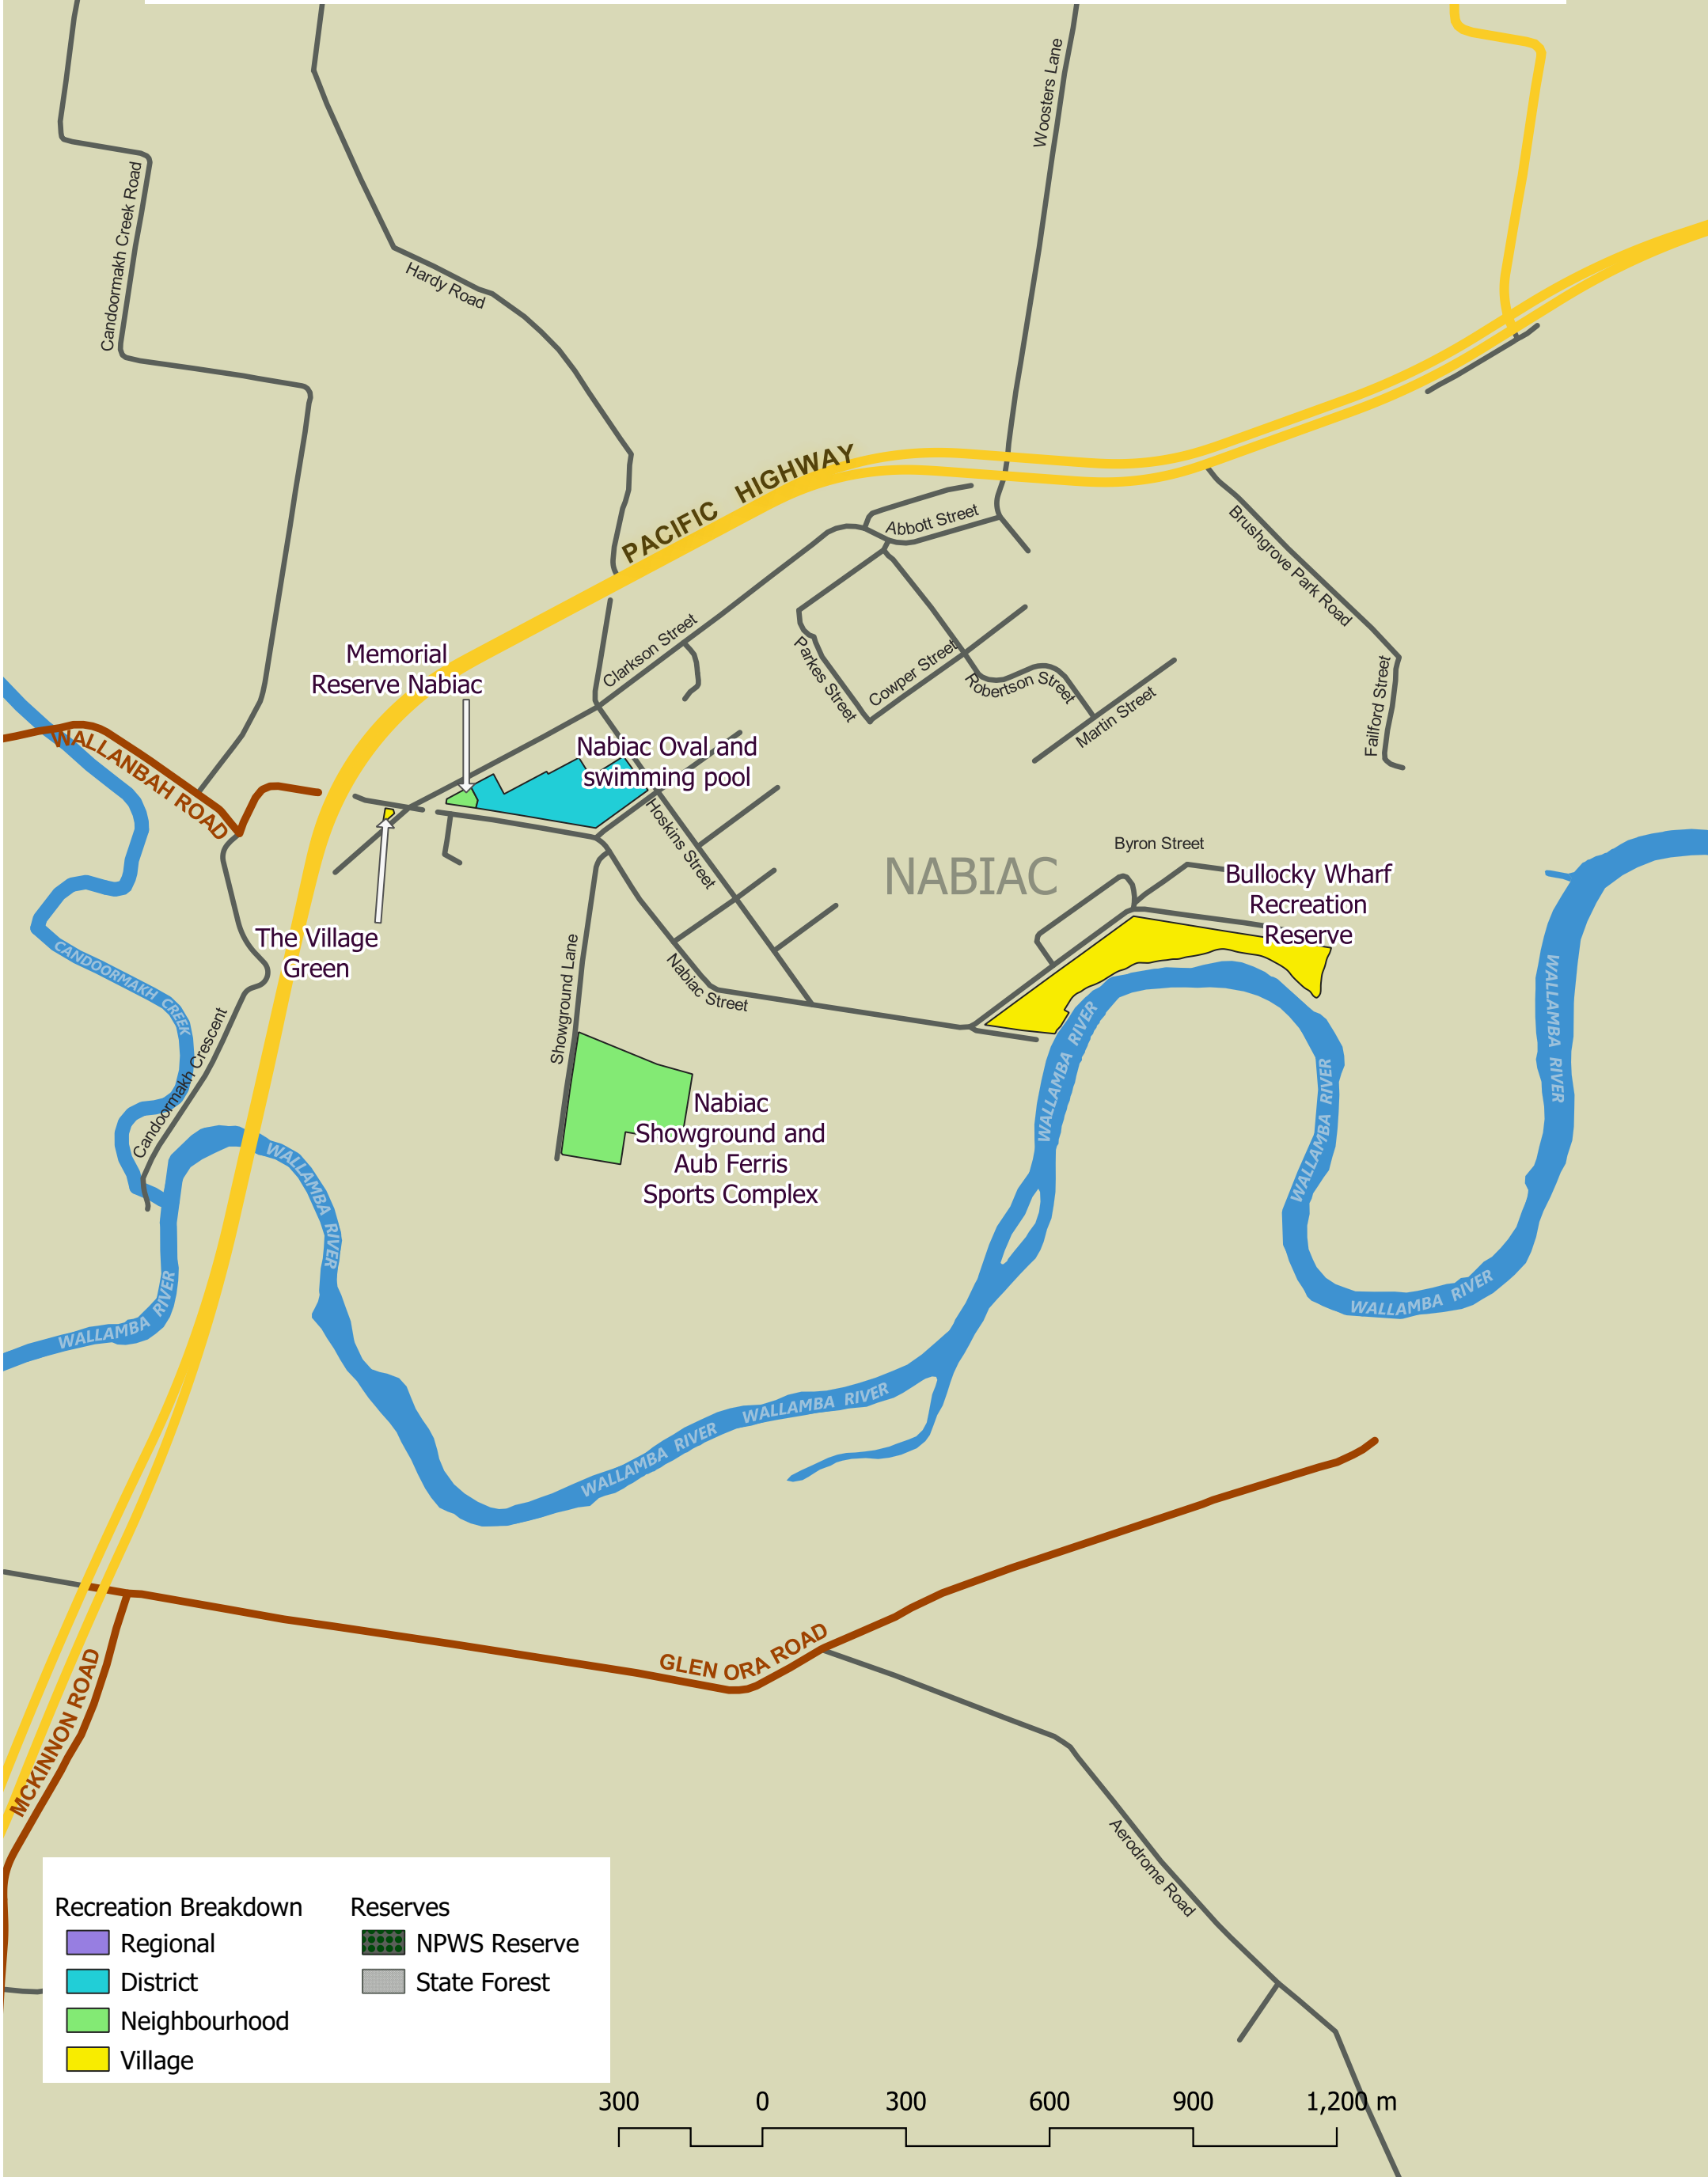 Woosters Lane
Candoormakh Creek Road
Hardy Road
PACIFIC HIGHWAY
Abbott Street
Brushgrove Park Road
Clarkson Street
Memorial
Reserve Nabiac
Parkes Street
Cowper Street
Robertson Street
Martin Street
Failford Street
WALLANBAH ROAD
Nabiac Oval and
swimming pool
Hoskins Street
NABIAC
Byron Street
Bullocky Wharf
Recreation
Reserve
The Village
Green
CANDOORMAKH CREEK
Candoormakh Crescent
Showground Lane
Nabiac Street
WALLAMBA RIVER
WALLAMBA RIVER
WALLAMBA RIVER
Nabiac
Showground and
Aub Ferris
Sports Complex
WALLAMBA RIVER
WALLAMBA RIVER
WALLAMBA RIVER
WALLAMBA RIVER
WALLAMBA RIVER
GLEN ORA ROAD
MCKINNON ROAD
Aerodrome Road
Recreation Breakdown
Regional
District
Neighbourhood
Village
Reserves
NPWS Reserve
State Forest
300 0 300 600 900 1,200 m